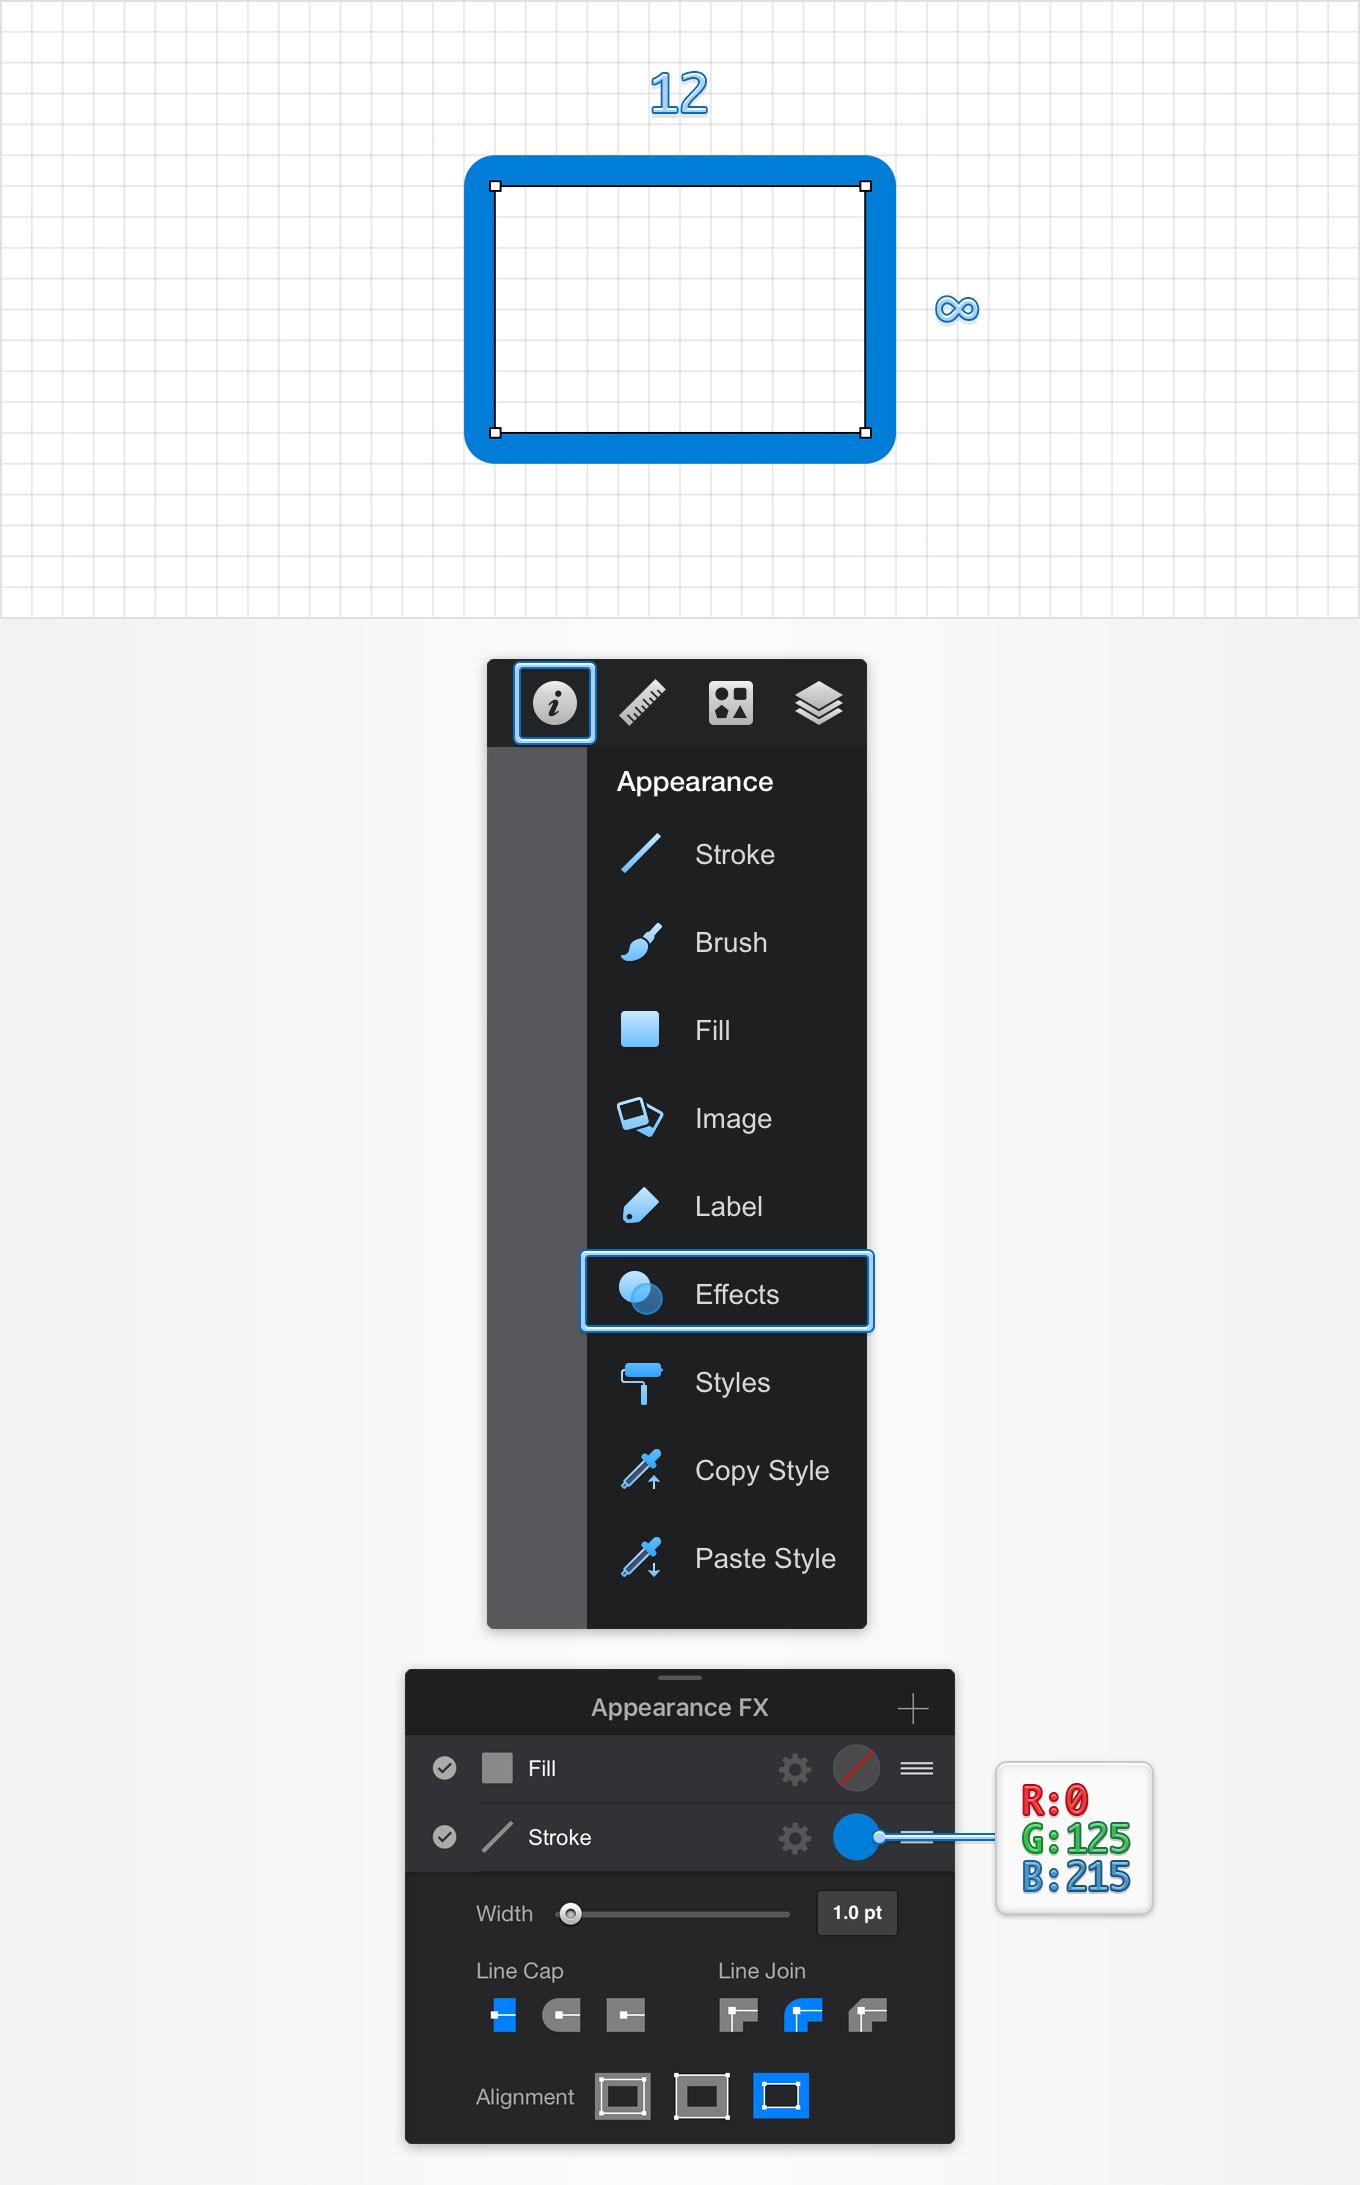 12
∞
Appearance
Stroke
Brush
Fill
Image
Label
Effects
Styles
Copy Style
Paste Style
Appearance FX
Fill
Stroke
R:0
G:125
B:215
Width
1.0 pt
Line Cap
Line Join
Alignment